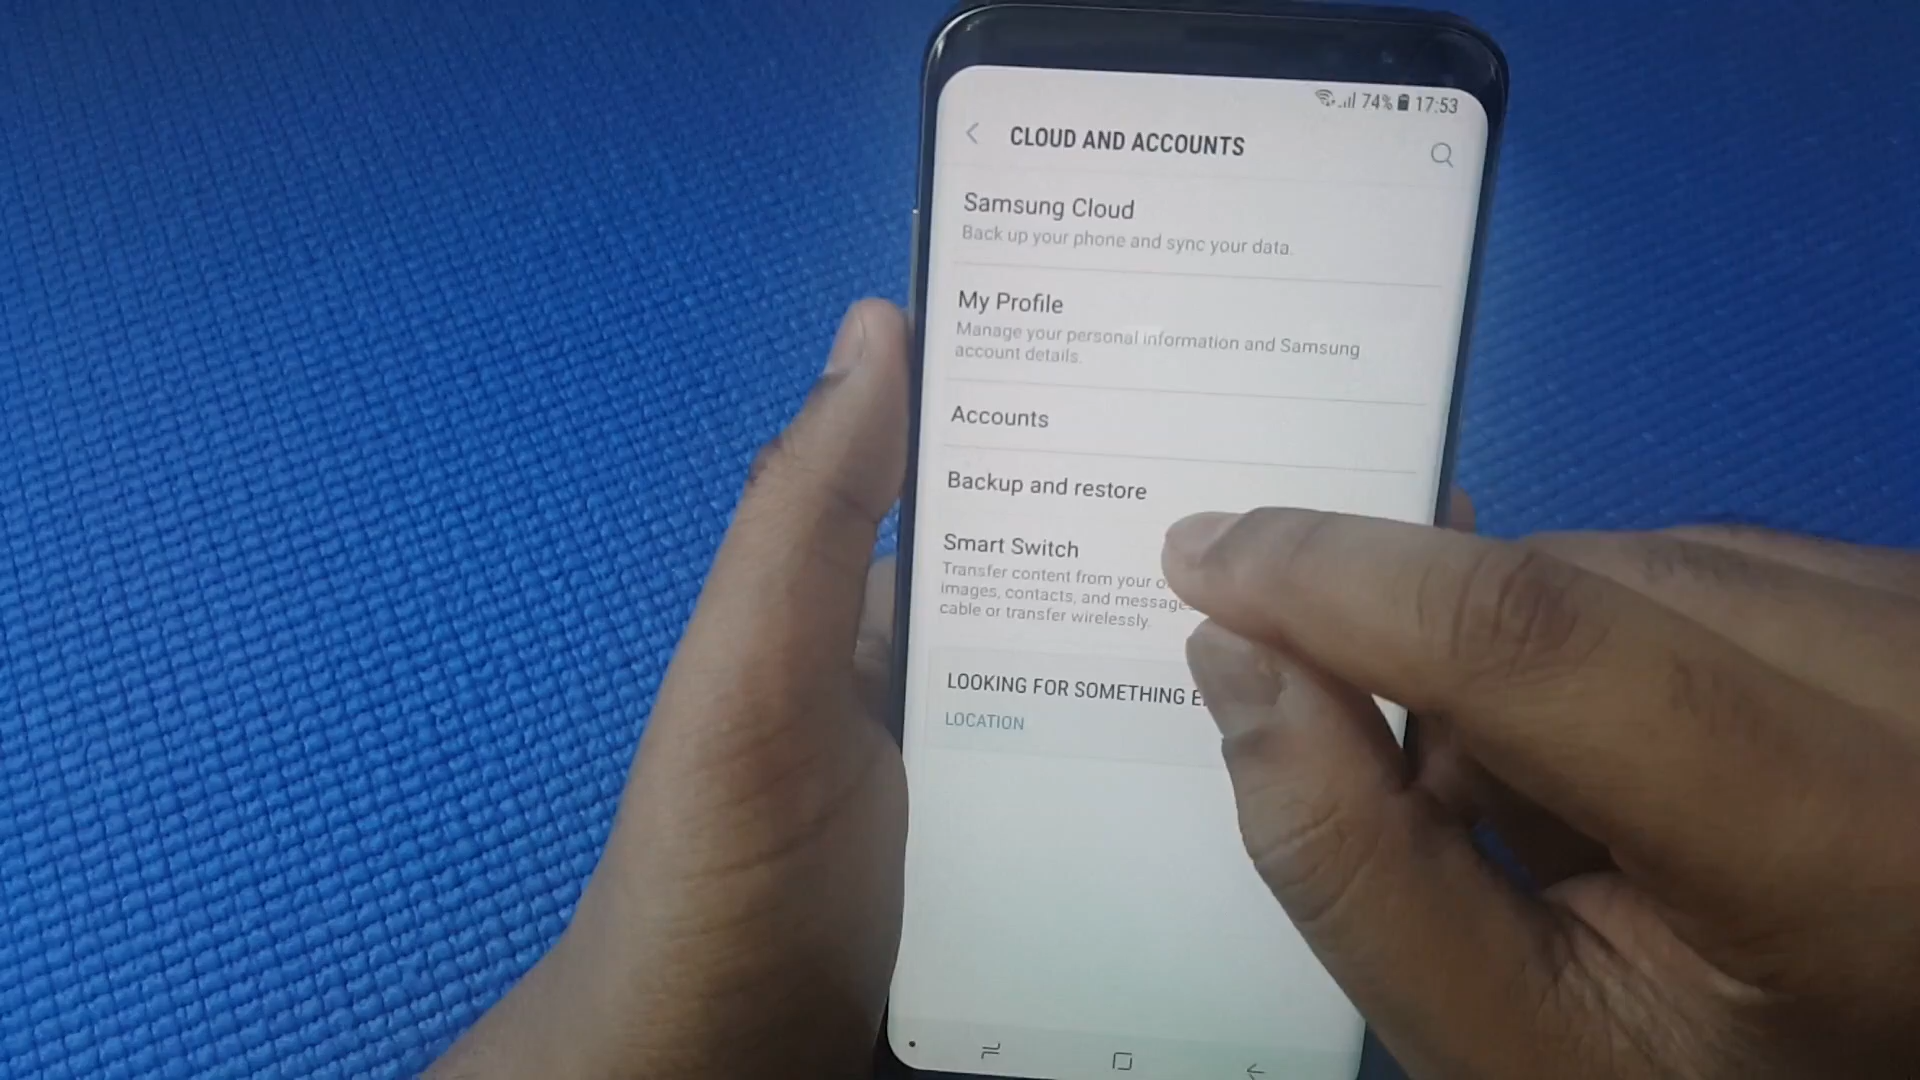 74% 17:53
CLOUD AND ACCOUNTS
Samsung Cloud
Back up your phone and sync your data.
My Profile
Manage your personal information and Samsung
account details.
Accounts
Backup and restore
Smart Switch
Transfer content from your
images, contacts, and messages
cable or transfer wirelessly.
LOOKING FOR SOMETHING
LOCATION